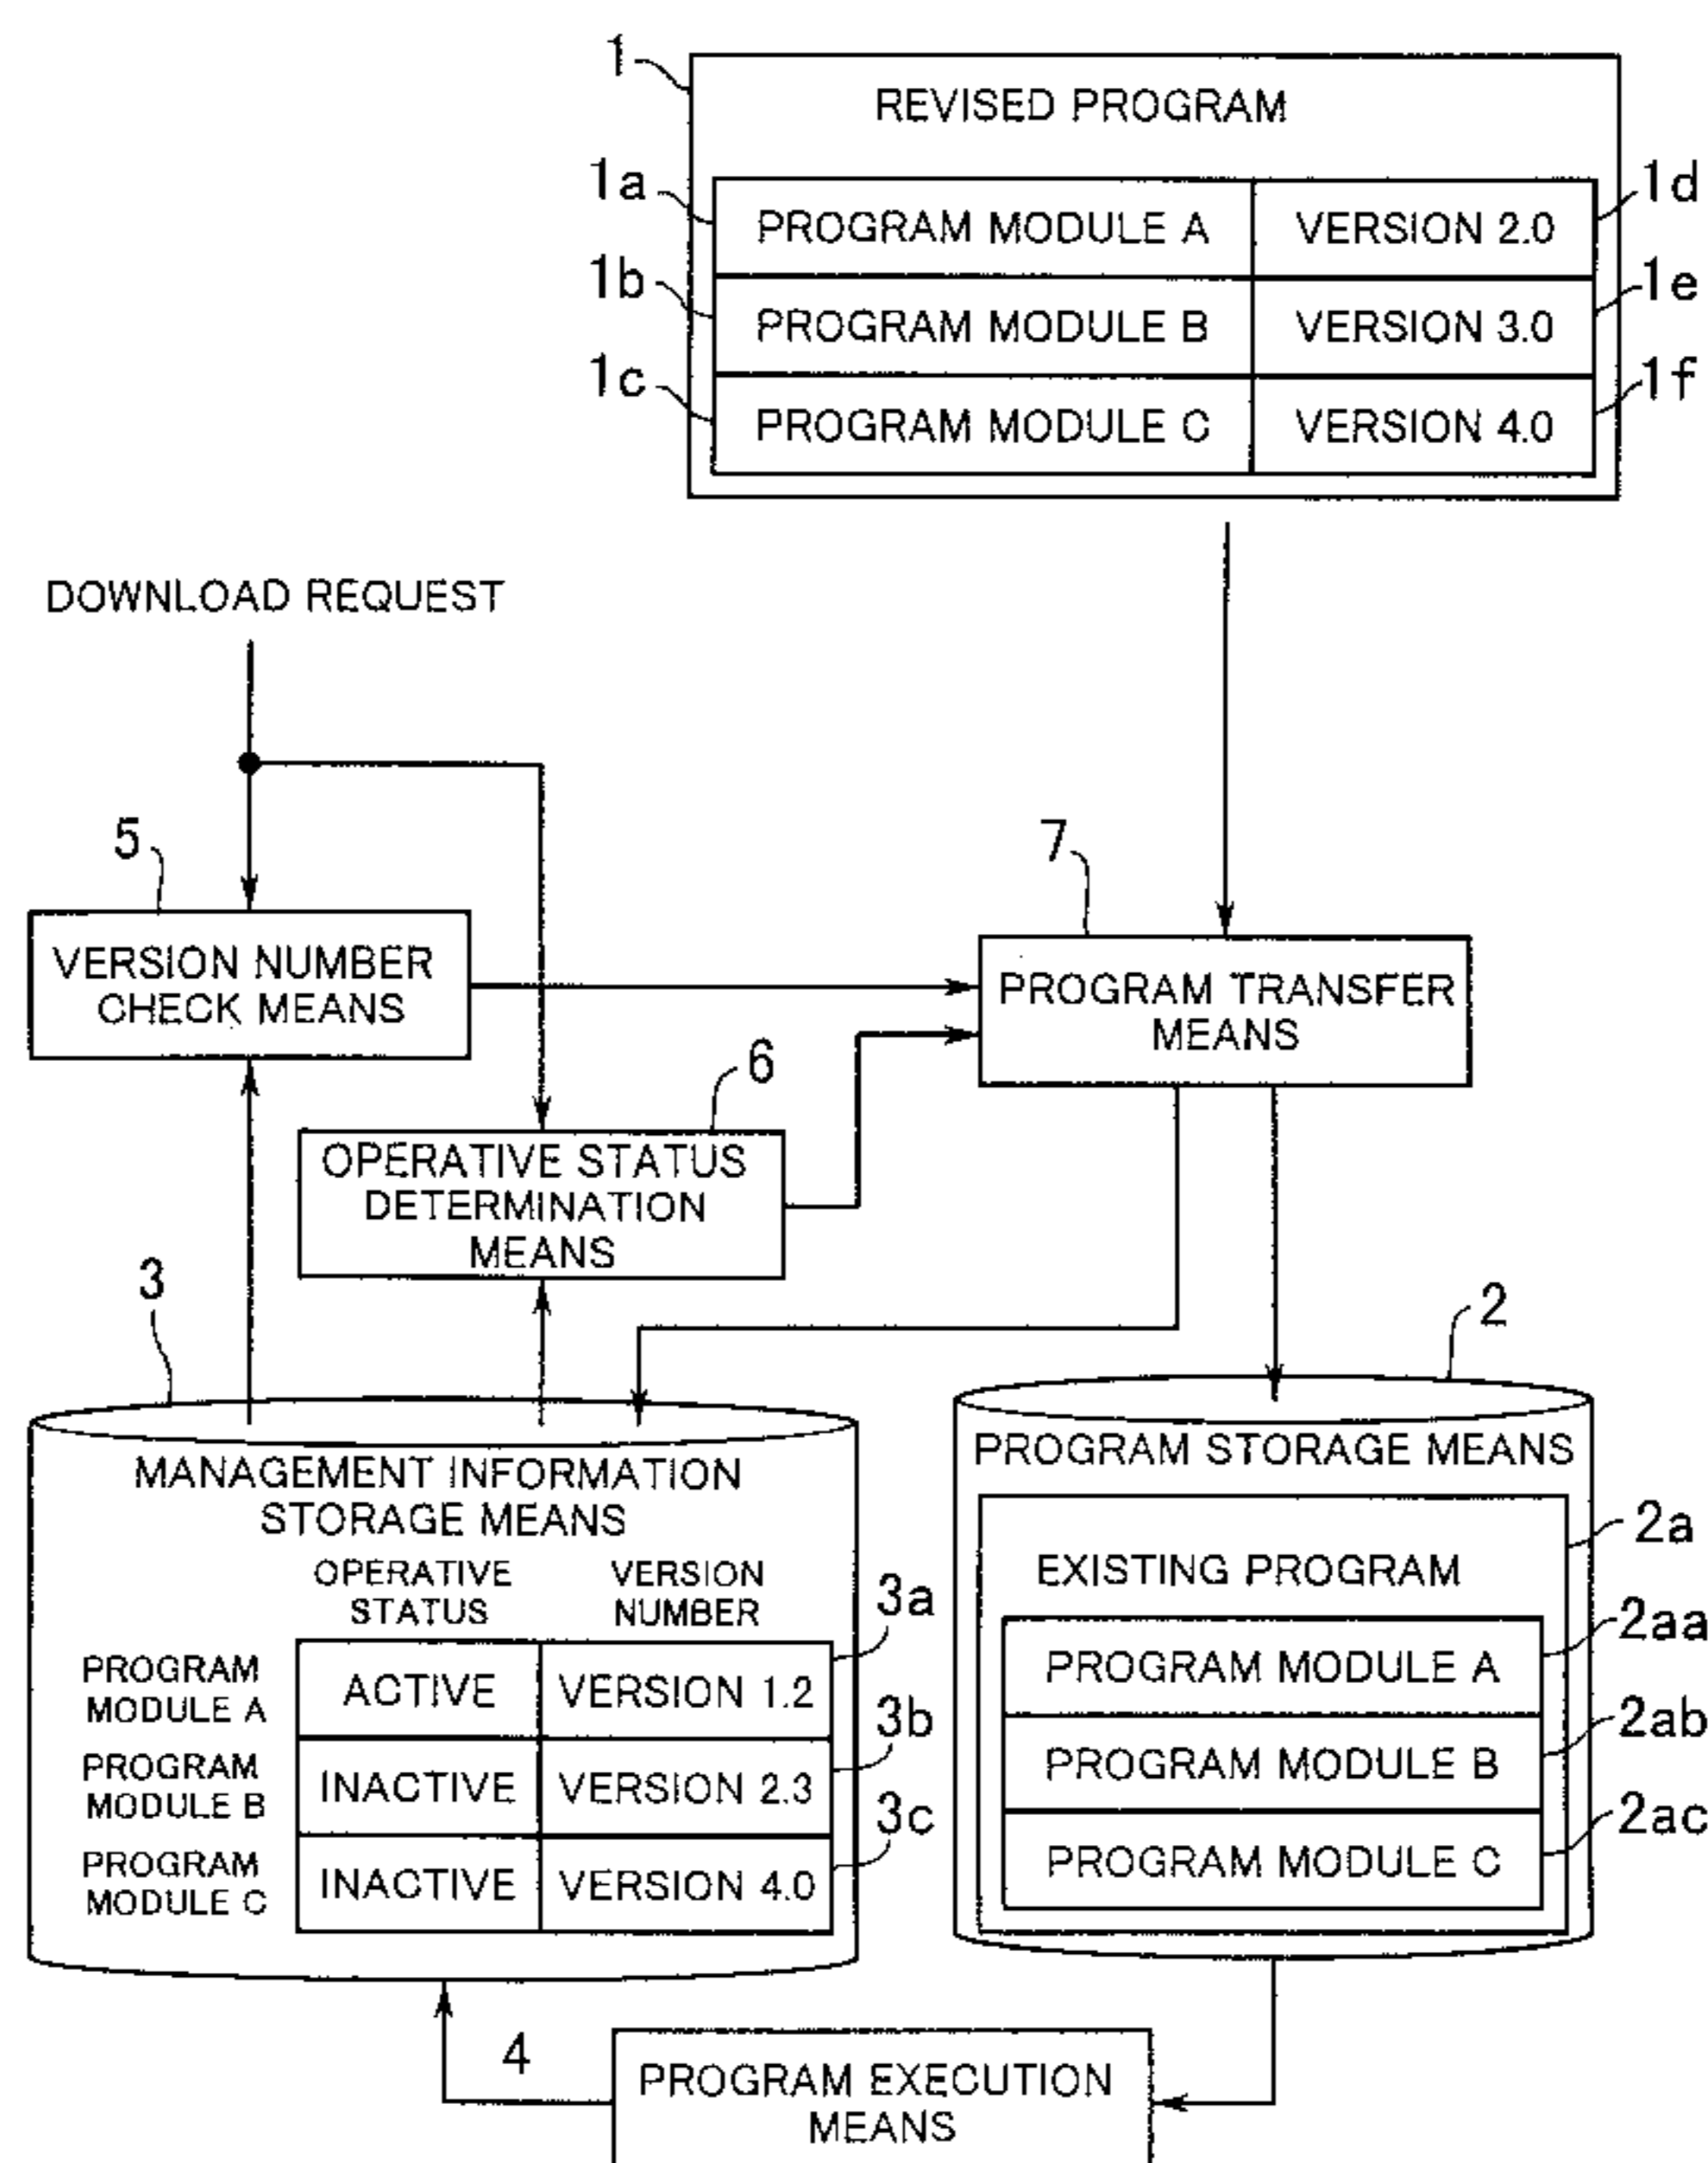 1
REVISED PROGRAM
1a
PROGRAM MODULE A
VERSION 2.0
1d
1b
PROGRAM MODULE B
VERSION 3.0
1e
1c
PROGRAM MODULE C
VERSION 4.0
1f
DOWNLOAD REQUEST
5
VERSION NUMBER
CHECK MEANS
7
PROGRAM TRANSFER
MEANS
6
OPERATIVE STATUS
DETERMINATION
MEANS
3
MANAGEMENT INFORMATION
STORAGE MEANS
OPERATIVE
STATUS
VERSION
NUMBER
3a
PROGRAM
MODULE A
ACTIVE
VERSION 1.2
3b
PROGRAM
MODULE B
INACTIVE
VERSION 2.3
3c
PROGRAM
MODULE C
INACTIVE
VERSION 4.0
2
PROGRAM STORAGE MEANS
2a
EXISTING PROGRAM
2aa
PROGRAM MODULE A
2ab
PROGRAM MODULE B
2ac
PROGRAM MODULE C
4
PROGRAM EXECUTION
MEANS